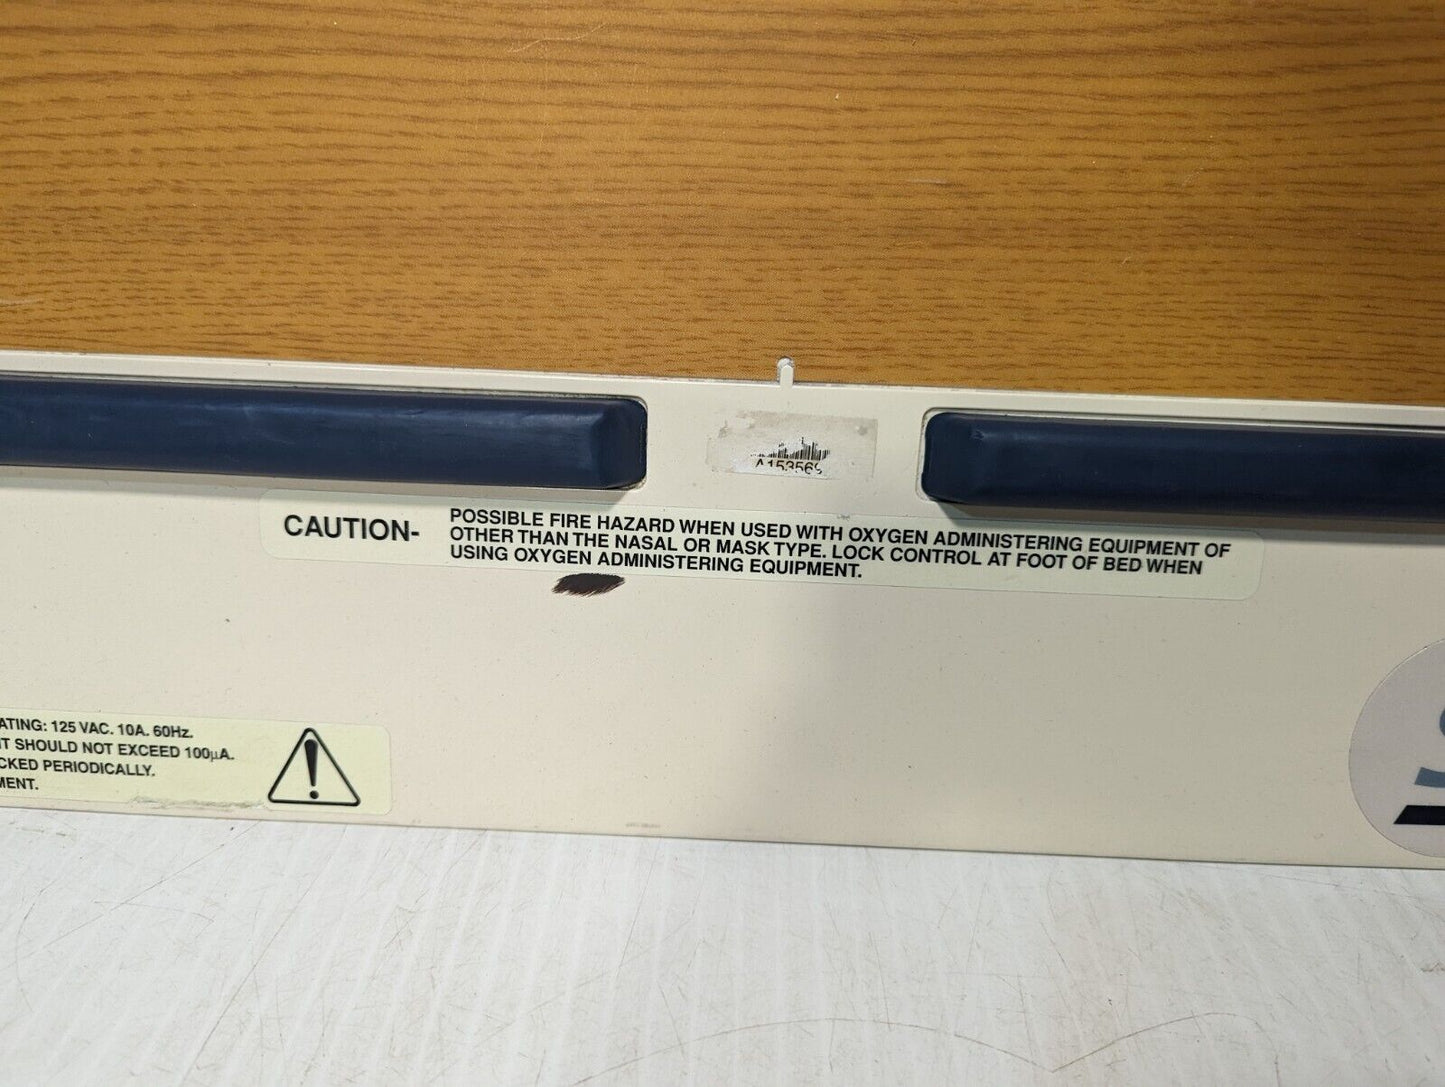 A153569
CAUTION-
POSSIBLE FIRE HAZARD WHEN USED WITH OXYGEN ADMINISTERING EQUIPMENT OF
OTHER THAN THE NASAL OR MASK TYPE. LOCK CONTROL AT FOOT OF BED WHEN
USING OXYGEN ADMINISTERING EQUIPMENT.
ATING: 125 VAC. 10A. 60Hz.
IT SHOULD NOT EXCEED 100µA.
CKED PERIODICALLY.
MENT.